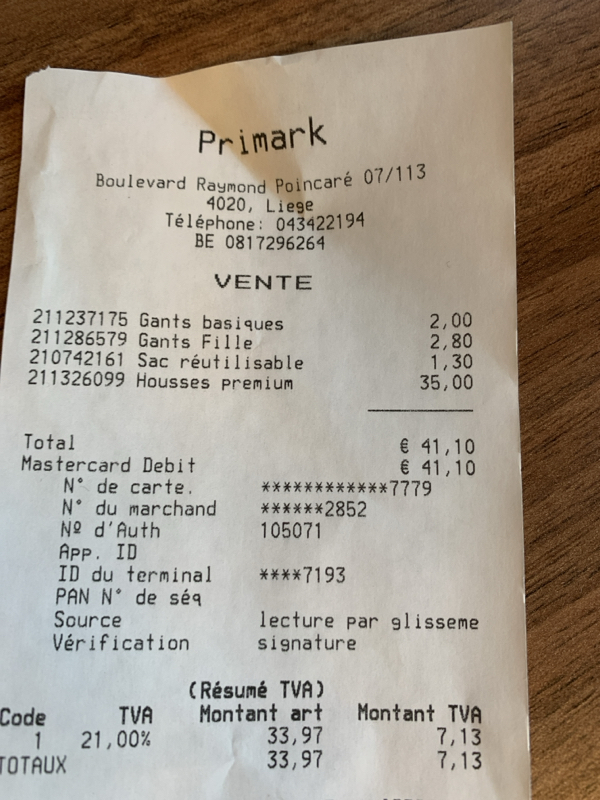 Primark
Boulevard Raymond Poincaré 07/113
4020, Liege
Téléphone: 043422194
BE 0817296264
VENTE
211237175 Gants basiques 2,00
211286579 Gants Fille 2,80
210742161 Sac réutilisable 1,30
211326099 Housses premium 35,00
Total € 41,10
Mastercard Debit € 41,10
N° de carte. ************7779
N° du marchand ******2852
Nº d'Auth 105071
App. ID
ID du terminal ****7193
PAN N° de séq
Source lecture par glisseme
Vérification signature
(Résumé TVA)
Code TVA Montant art Montant TVA
1 21,00% 33,97 7,13
TOTAUX 33,97 7,13